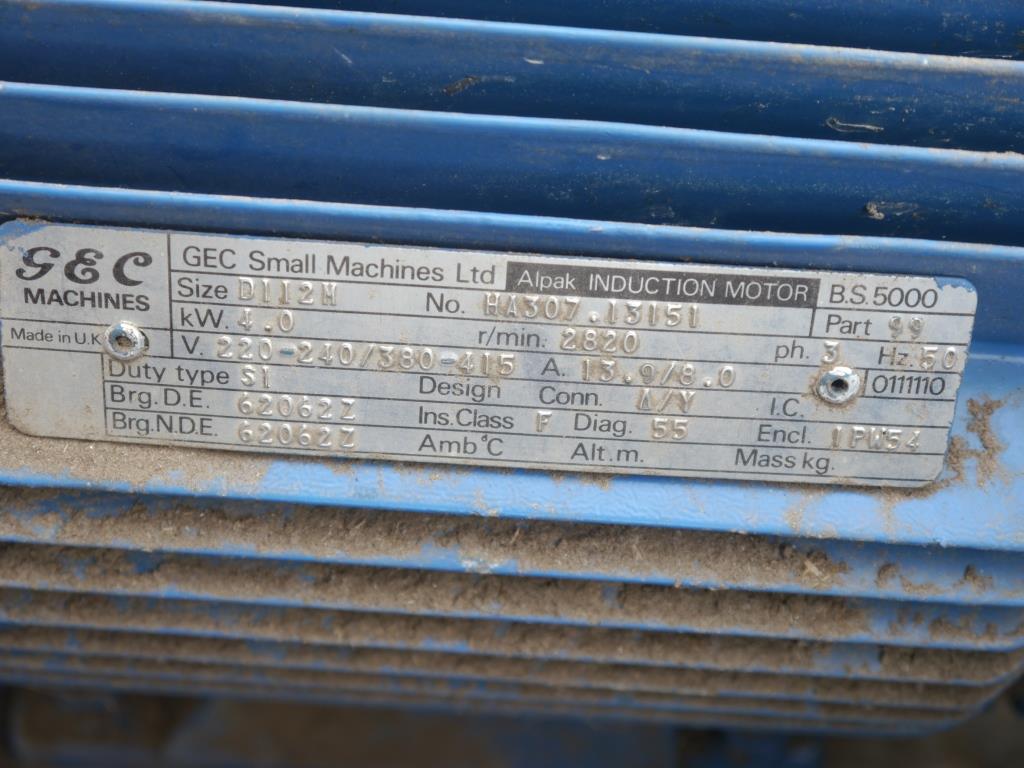 GEC
MACHINES
Made in U.K.
GEC Small Machines Ltd Alpak INDUCTION MOTOR B.S.5000
Size D112M No. HA307.13151 Part 99
kW. 4.0 r/min. 2820 ph. 3 Hz. 50
V. 220-240/380-415 A. 13.9/8.0 0111110
Duty type S1 Design Conn. Δ/Y I.C.
Brg.D.E. 62062Z Ins.Class F Diag. 55 Encl. IPW54
Brg.N.D.E. 62062Z Amb°C Alt.m. Mass kg.